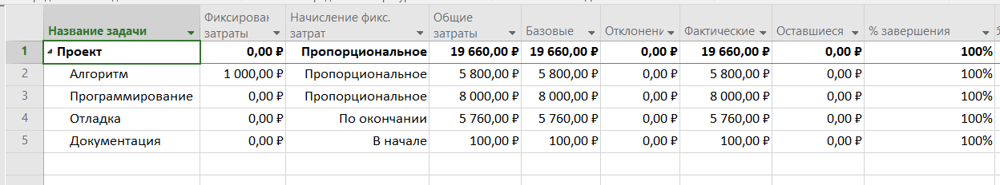 Название задачи Фиксирован затраты Начисление фикс. затрат Общие затраты Базовые Отклонени Фактические Оставшиеся % завершения
1 Проект 0,00 ₽ Пропорциональное 19 660,00 ₽ 19 660,00 ₽ 0,00 ₽ 19 660,00 ₽ 0,00 ₽ 100%
2 Алгоритм 1 000,00 ₽ Пропорциональное 5 800,00 ₽ 5 800,00 ₽ 0,00 ₽ 5 800,00 ₽ 0,00 ₽ 100%
3 Программирование 0,00 ₽ Пропорциональное 8 000,00 ₽ 8 000,00 ₽ 0,00 ₽ 8 000,00 ₽ 0,00 ₽ 100%
4 Отладка 0,00 ₽ По окончании 5 760,00 ₽ 5 760,00 ₽ 0,00 ₽ 5 760,00 ₽ 0,00 ₽ 100%
5 Документация 0,00 ₽ В начале 100,00 ₽ 100,00 ₽ 0,00 ₽ 100,00 ₽ 0,00 ₽ 100%